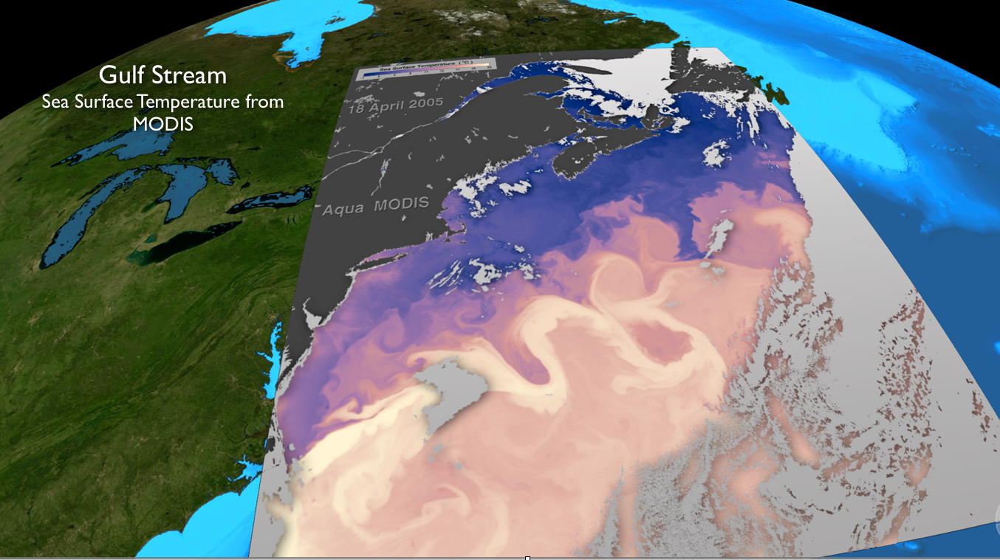 Gulf Stream
Sea Surface Temperature from
MODIS
Sea Surface Temperature (°C)
18 April 2005
Aqua MODIS